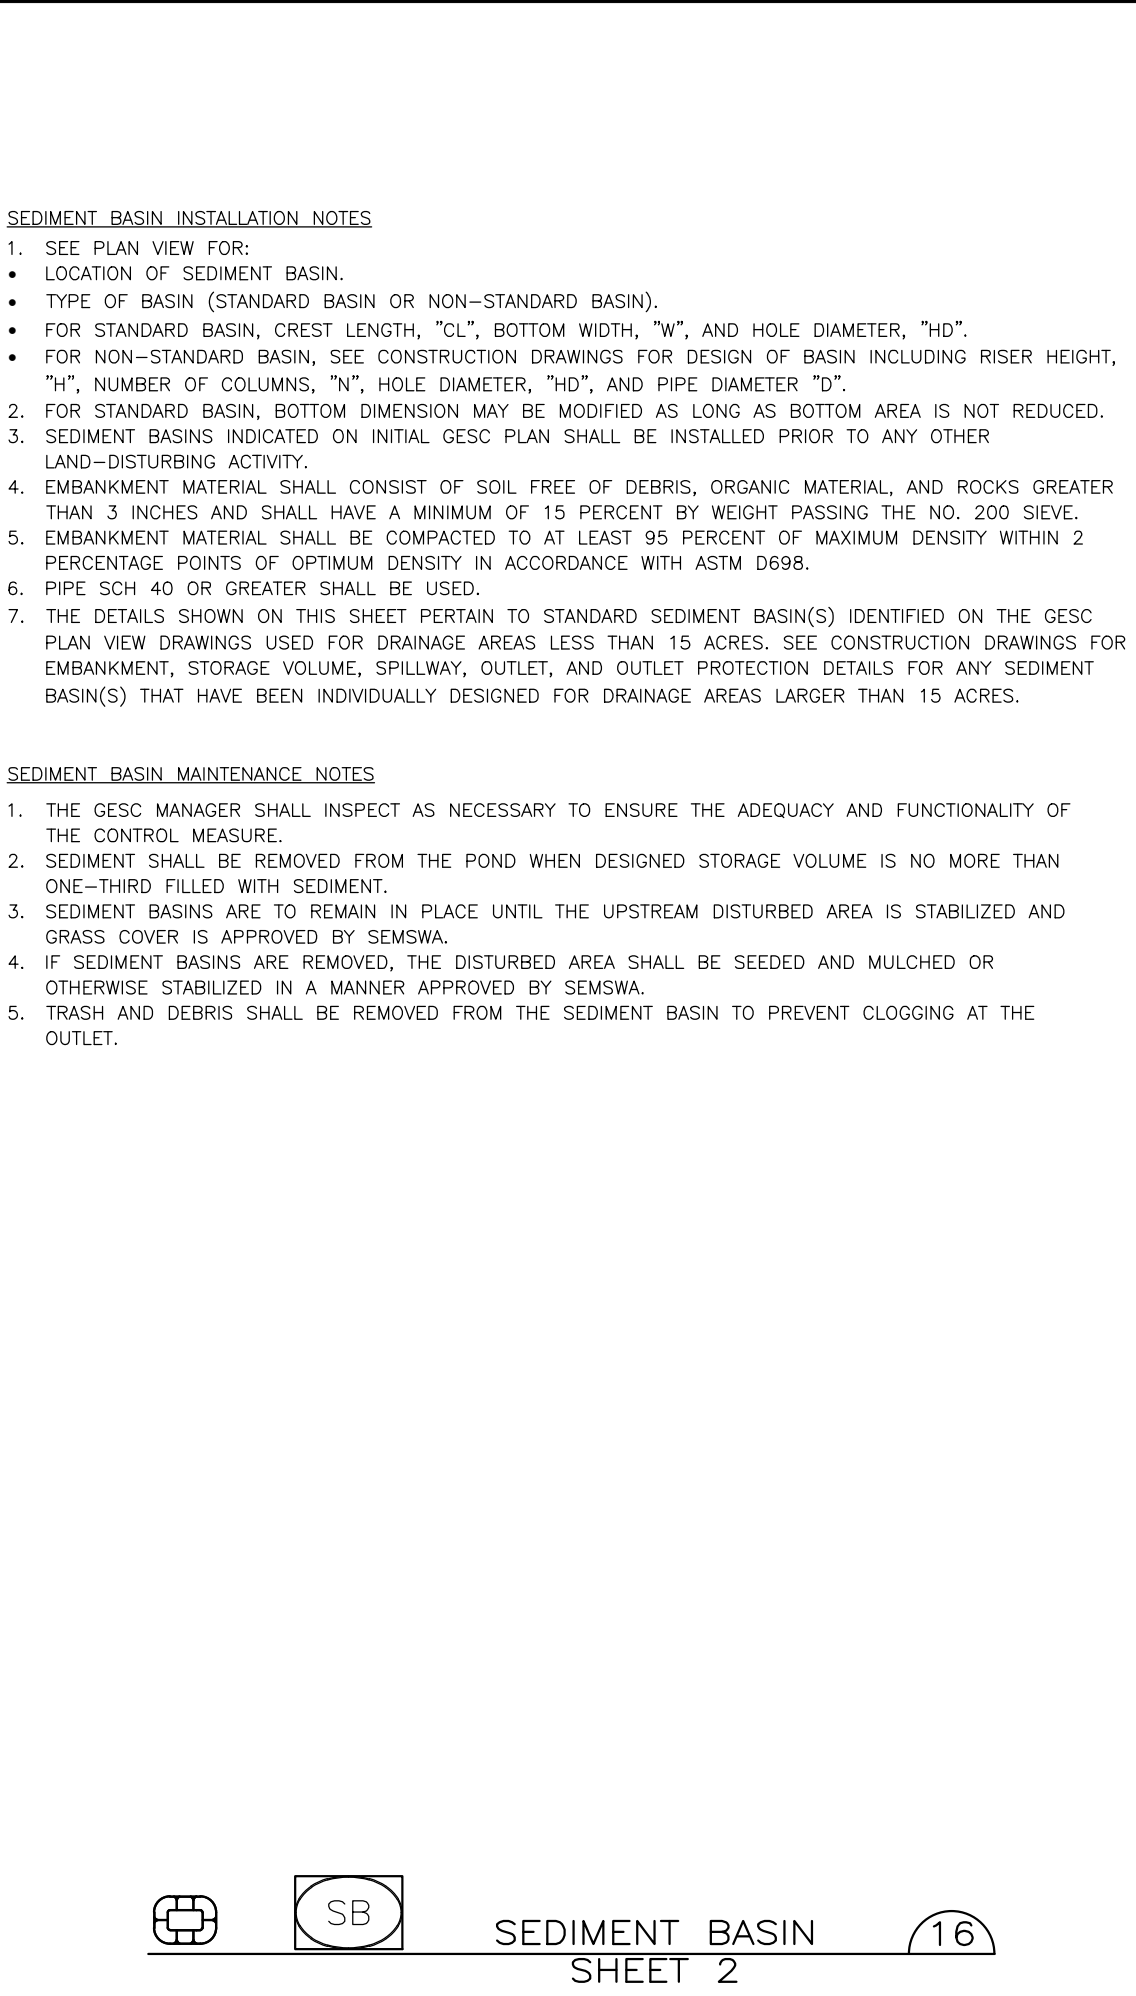 SEDIMENT BASIN INSTALLATION NOTES
1. SEE PLAN VIEW FOR:
• LOCATION OF SEDIMENT BASIN.
• TYPE OF BASIN (STANDARD BASIN OR NON-STANDARD BASIN).
• FOR STANDARD BASIN, CREST LENGTH, "CL", BOTTOM WIDTH, "W", AND HOLE DIAMETER, "HD".
• FOR NON-STANDARD BASIN, SEE CONSTRUCTION DRAWINGS FOR DESIGN OF BASIN INCLUDING RISER HEIGHT,
"H", NUMBER OF COLUMNS, "N", HOLE DIAMETER, "HD", AND PIPE DIAMETER "D".
2. FOR STANDARD BASIN, BOTTOM DIMENSION MAY BE MODIFIED AS LONG AS BOTTOM AREA IS NOT REDUCED.
3. SEDIMENT BASINS INDICATED ON INITIAL GESC PLAN SHALL BE INSTALLED PRIOR TO ANY OTHER
LAND-DISTURBING ACTIVITY.
4. EMBANKMENT MATERIAL SHALL CONSIST OF SOIL FREE OF DEBRIS, ORGANIC MATERIAL, AND ROCKS GREATER
THAN 3 INCHES AND SHALL HAVE A MINIMUM OF 15 PERCENT BY WEIGHT PASSING THE NO. 200 SIEVE.
5. EMBANKMENT MATERIAL SHALL BE COMPACTED TO AT LEAST 95 PERCENT OF MAXIMUM DENSITY WITHIN 2
PERCENTAGE POINTS OF OPTIMUM DENSITY IN ACCORDANCE WITH ASTM D698.
6. PIPE SCH 40 OR GREATER SHALL BE USED.
7. THE DETAILS SHOWN ON THIS SHEET PERTAIN TO STANDARD SEDIMENT BASIN(S) IDENTIFIED ON THE GESC
PLAN VIEW DRAWINGS USED FOR DRAINAGE AREAS LESS THAN 15 ACRES. SEE CONSTRUCTION DRAWINGS FOR
EMBANKMENT, STORAGE VOLUME, SPILLWAY, OUTLET, AND OUTLET PROTECTION DETAILS FOR ANY SEDIMENT
BASIN(S) THAT HAVE BEEN INDIVIDUALLY DESIGNED FOR DRAINAGE AREAS LARGER THAN 15 ACRES.
SEDIMENT BASIN MAINTENANCE NOTES
1. THE GESC MANAGER SHALL INSPECT AS NECESSARY TO ENSURE THE ADEQUACY AND FUNCTIONALITY OF
THE CONTROL MEASURE.
2. SEDIMENT SHALL BE REMOVED FROM THE POND WHEN DESIGNED STORAGE VOLUME IS NO MORE THAN
ONE-THIRD FILLED WITH SEDIMENT.
3. SEDIMENT BASINS ARE TO REMAIN IN PLACE UNTIL THE UPSTREAM DISTURBED AREA IS STABILIZED AND
GRASS COVER IS APPROVED BY SEMSWA.
4. IF SEDIMENT BASINS ARE REMOVED, THE DISTURBED AREA SHALL BE SEEDED AND MULCHED OR
OTHERWISE STABILIZED IN A MANNER APPROVED BY SEMSWA.
5. TRASH AND DEBRIS SHALL BE REMOVED FROM THE SEDIMENT BASIN TO PREVENT CLOGGING AT THE
OUTLET.
SB
SEDIMENT BASIN
16
SHEET 2